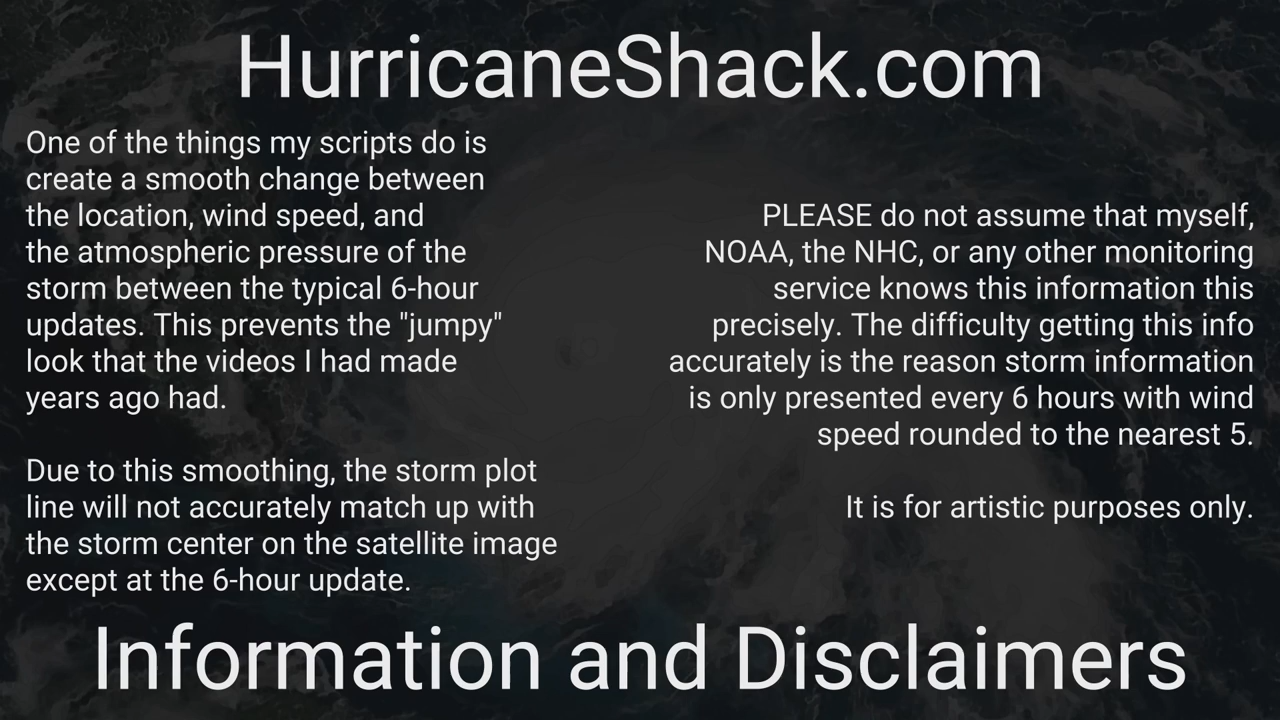 HurricaneShack.com
One of the things my scripts do is
create a smooth change between
the location, wind speed, and
the atmospheric pressure of the
storm between the typical 6-hour
updates. This prevents the "jumpy"
look that the videos I had made
years ago had.
Due to this smoothing, the storm plot
line will not accurately match up with
the storm center on the satellite image
except at the 6-hour update.
PLEASE do not assume that myself,
NOAA, the NHC, or any other monitoring
service knows this information this
precisely. The difficulty getting this info
accurately is the reason storm information
is only presented every 6 hours with wind
speed rounded to the nearest 5.
It is for artistic purposes only.
Information and Disclaimers